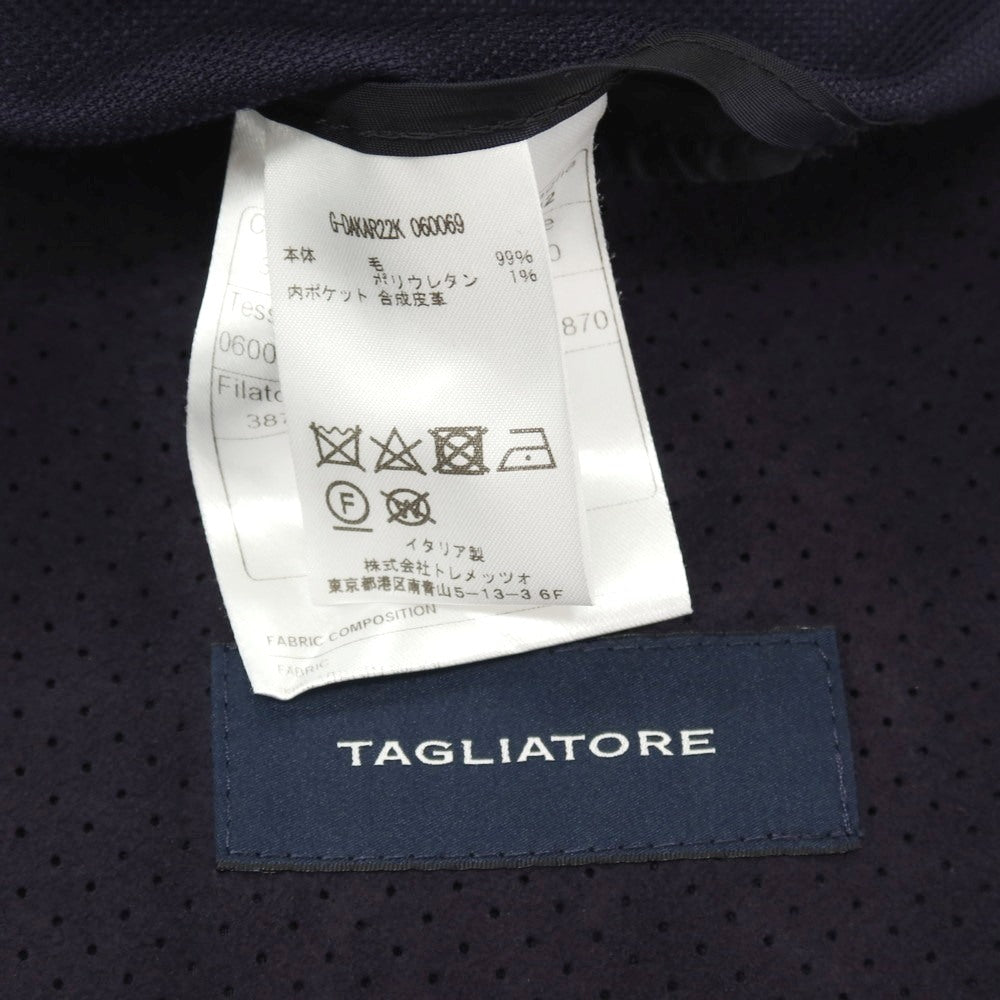 G-DAKAR22K 060069
本体 毛 99%
ポリウレタン 1%
内ポケット 合成皮革
870
0600
387
F
W
イタリア製
株式会社トレメッツォ
東京都港区南青山5-13-3 6F
FABRIC COMPOSITION
FABRIC
TAGLIATORE